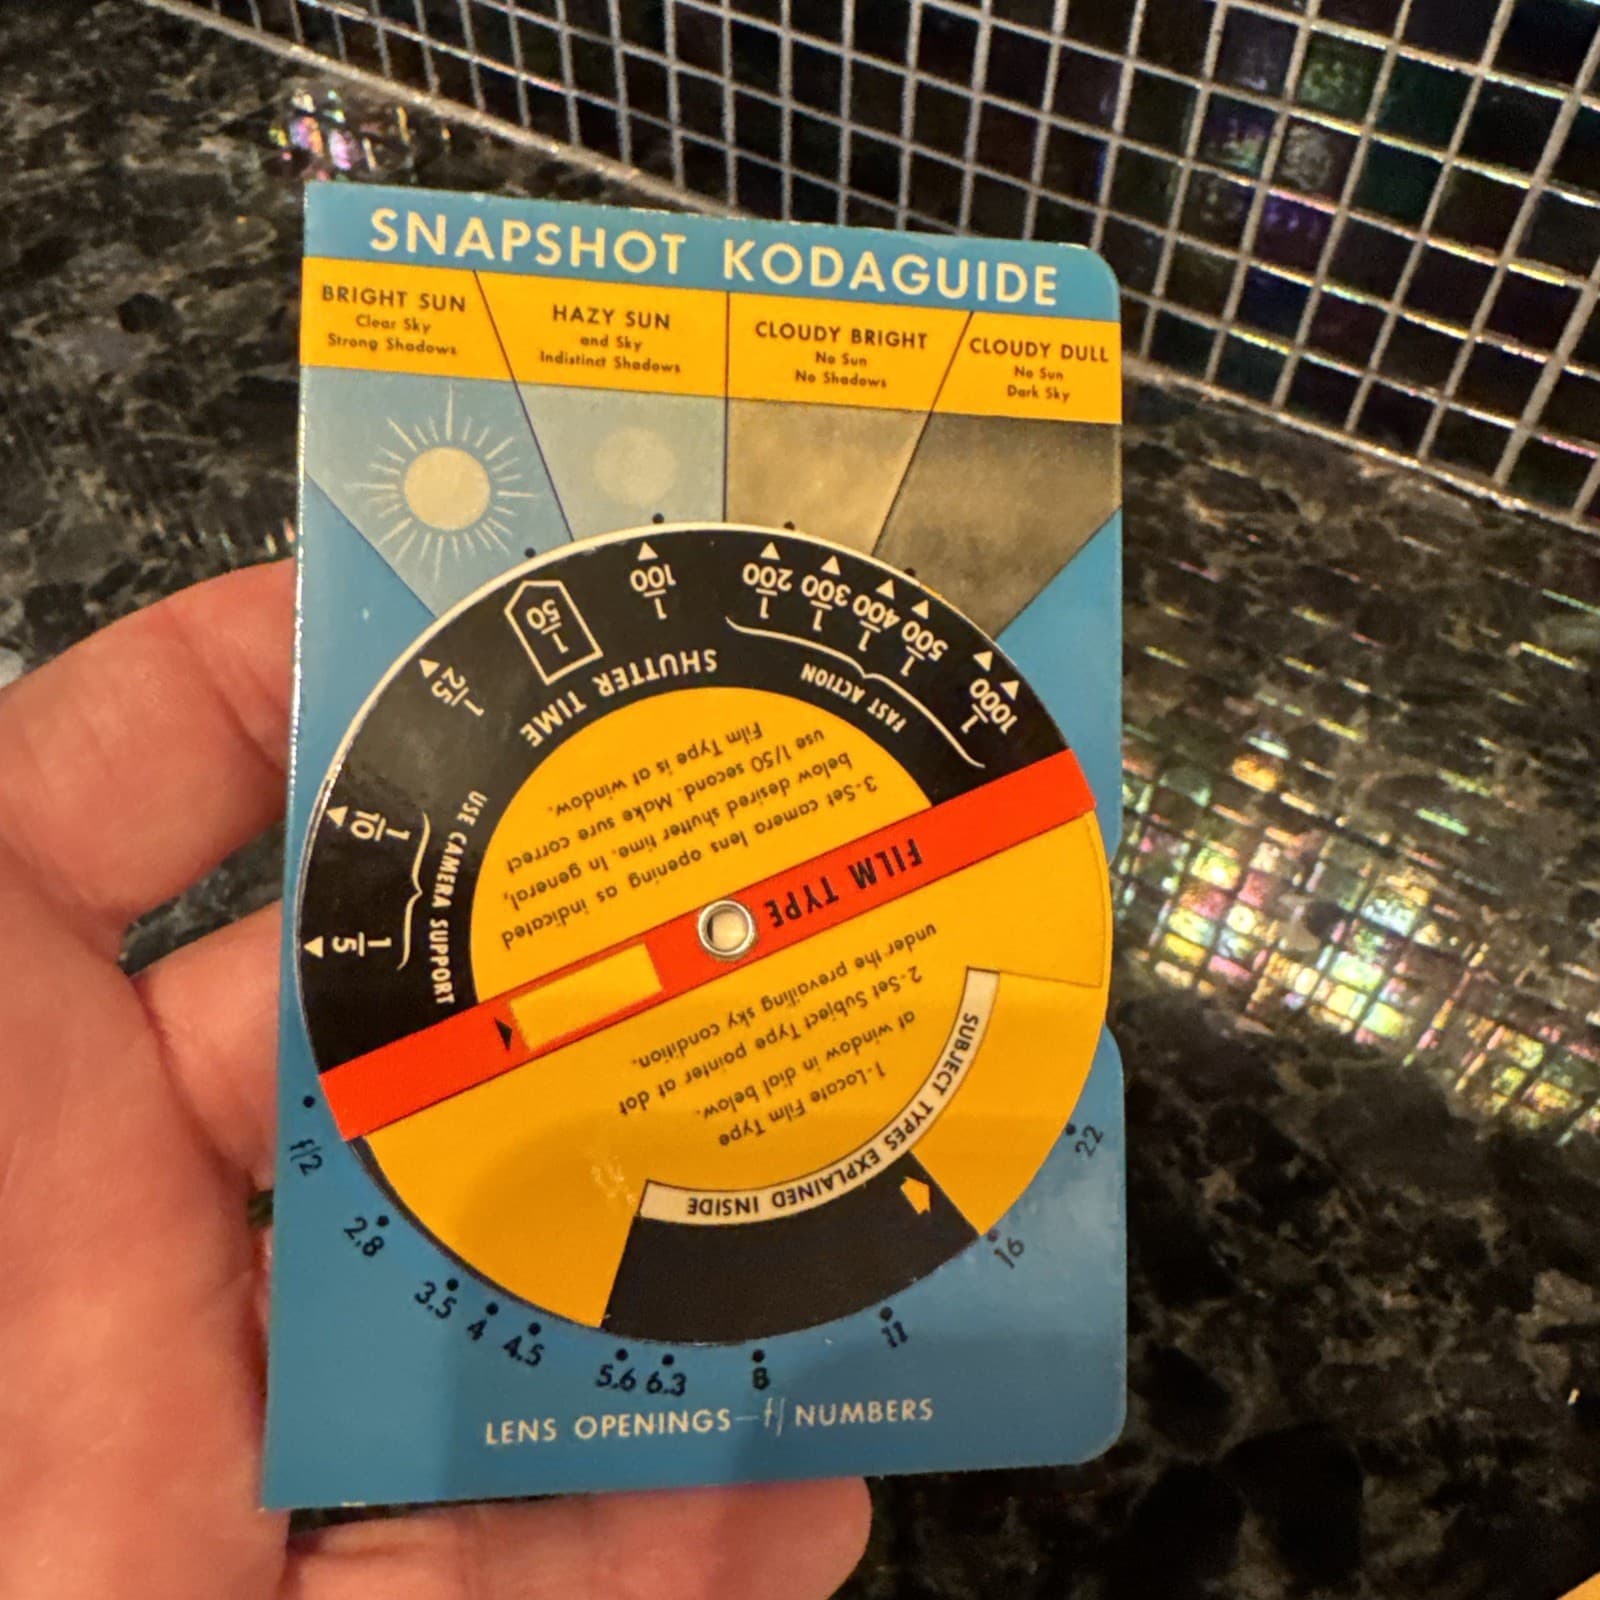 SNAPSHOT KODAGUIDE
BRIGHT SUN
Clear Sky
Strong Shadows
HAZY SUN
and Sky
Indistinct Shadows
CLOUDY BRIGHT
No Sun
No Shadows
CLOUDY DULL
No Sun
Dark Sky
1/5
1/10
1/25
1/50
1/100
1/200
1/300
1/400
1/500
1/1000
USE CAMERA SUPPORT
SHUTTER TIME
FAST ACTION
3-Set camera lens opening as indicated
below desired shutter time. In general,
use 1/50 second. Make sure correct
Film Type is at window.
FILM TYPE
1-Locate Film Type
at window in dial below.
2-Set Subject Type pointer at dot
under the prevailing sky condition.
SUBJECT TYPES EXPLAINED INSIDE
f/2
2.8
3.5
4
4.5
5.6
6.3
8
11
16
22
LENS OPENINGS—f/ NUMBERS